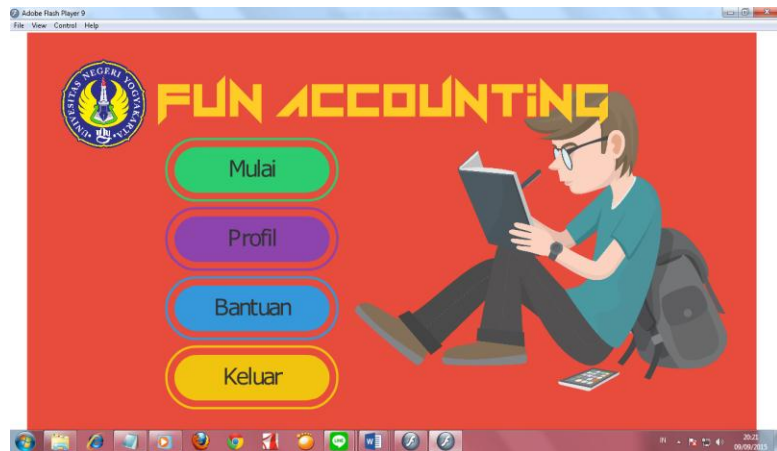 Adobe Flash Player 9
File View Control Help
UNIVERSITAS NEGERI YOGYAKARTA
FUN ACCOUNTiNG
Mulai
Profil
Bantuan
Keluar
IN
20:21
09/09/2015